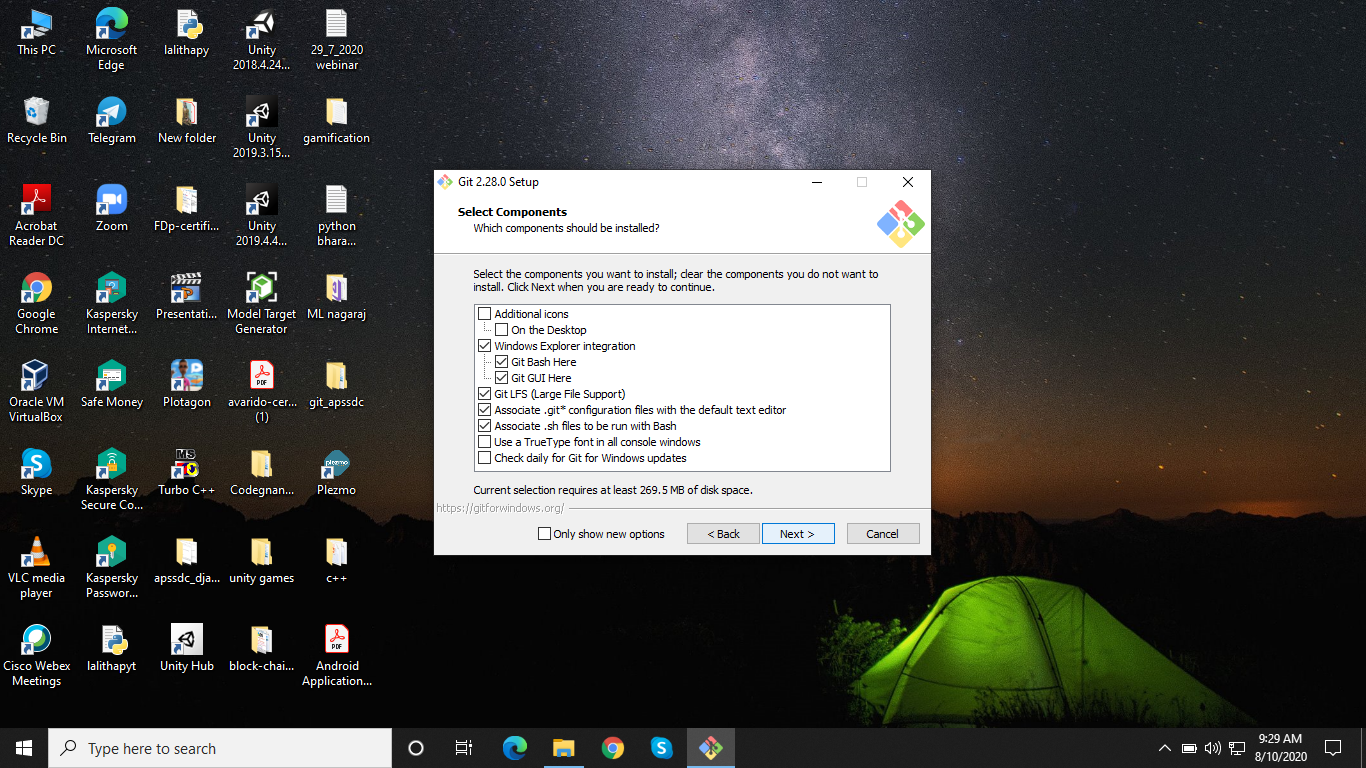 This PC
Microsoft
Edge
lalithapy
Unity
2018.4.24...
29_7_2020
webinar
Recycle Bin
Telegram
New folder
Unity
2019.3.15...
gamification
Acrobat
Reader DC
Zoom
FDp-certifi...
Unity
2019.4.4...
python
bhara...
Google
Chrome
Kaspersky
Internet...
Presentati...
Model Target
Generator
ML nagaraj
Oracle VM
VirtualBox
Safe Money
Plotagon
PDF
avarido-cer...
(1)
git_apssdc
Skype
Kaspersky
Secure Co...
MS
C++
Turbo C++
Codegnan...
plezmo
Plezmo
VLC media
player
Kaspersky
Passwor...
apssdc_dja...
unity games
c++
Cisco Webex
Meetings
lalithapyt
Unity Hub
block-chai...
PDF
Android
Application...
Git 2.28.0 Setup
Select Components
Which components should be installed?
Select the components you want to install; clear the components you do not want to
install. Click Next when you are ready to continue.
Additional icons
On the Desktop
Windows Explorer integration
Git Bash Here
Git GUI Here
Git LFS (Large File Support)
Associate .git* configuration files with the default text editor
Associate .sh files to be run with Bash
Use a TrueType font in all console windows
Check daily for Git for Windows updates
Current selection requires at least 269.5 MB of disk space.
https://gitforwindows.org/
Only show new options
< Back
Next >
Cancel
Type here to search
9:29 AM
8/10/2020